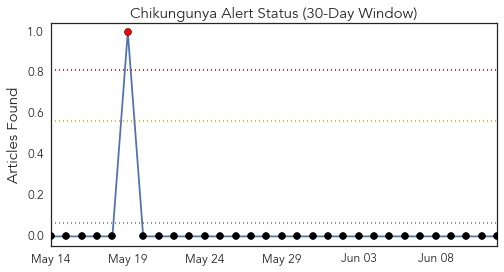 Chikungunya Alert Status (30-Day Window)
Articles Found
1.0
0.8
0.6
0.4
0.2
0.0
May 14 May 19 May 24 May 29 Jun 03 Jun 08